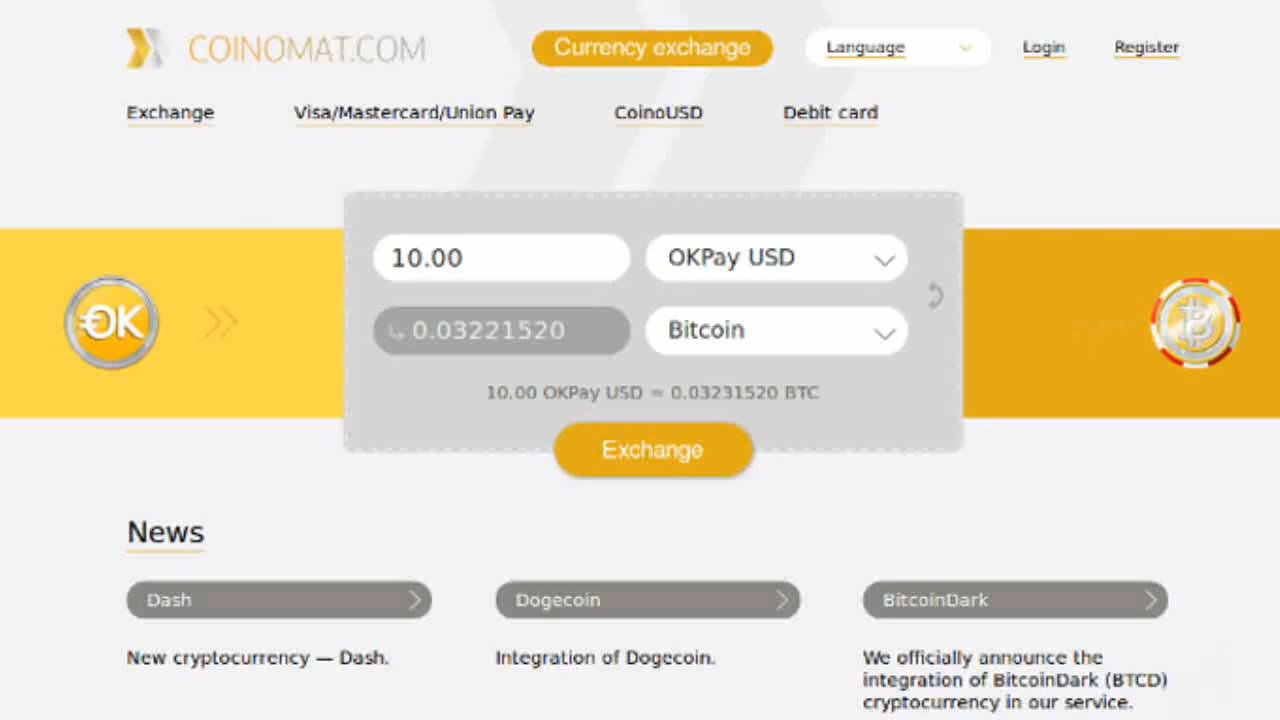 COINOMAT.COM
Currency exchange
Language
Login
Register
Exchange
Visa/Mastercard/Union Pay
CoinoUSD
Debit card
10.00
OKPay USD
€OK
0.03221520
Bitcoin
10.00 OKPay USD = 0.03231520 BTC
Exchange
News
Dash
Dogecoin
BitcoinDark
New cryptocurrency — Dash.
Integration of Dogecoin.
We officially announce the
integration of BitcoinDark (BTCD)
cryptocurrency in our service.